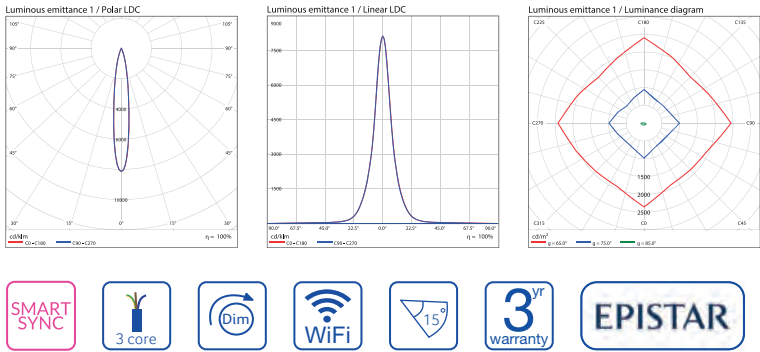 Luminous emittance 1 / Polar LDC
105°
105°
90°
90°
75°
75°
4000
60°
60°
6000
45°
45°
10000
30°
15°
0°
15°
30°
cd/klm
η = 100%
C0 - C180
C90 - C270
Luminous emittance 1 / Linear LDC
9000
7500
6000
4500
3000
1500
90.0°
67.5°
45.0°
22.5°
0.0°
22.5°
45.0°
67.5°
90.0°
cd/klm
η = 100%
C0 - C180
C90 - C270
Luminous emittance 1 / Luminance diagram
C225
C180
C135
C270
C90
1500
2000
2500
C315
C0
C45
cd/m²
g = 65,0°
g = 75,0°
g = 85,0°
SMART
SYNC
3 core
Dim
WiFi
15°
3 yr
warranty
EPISTAR